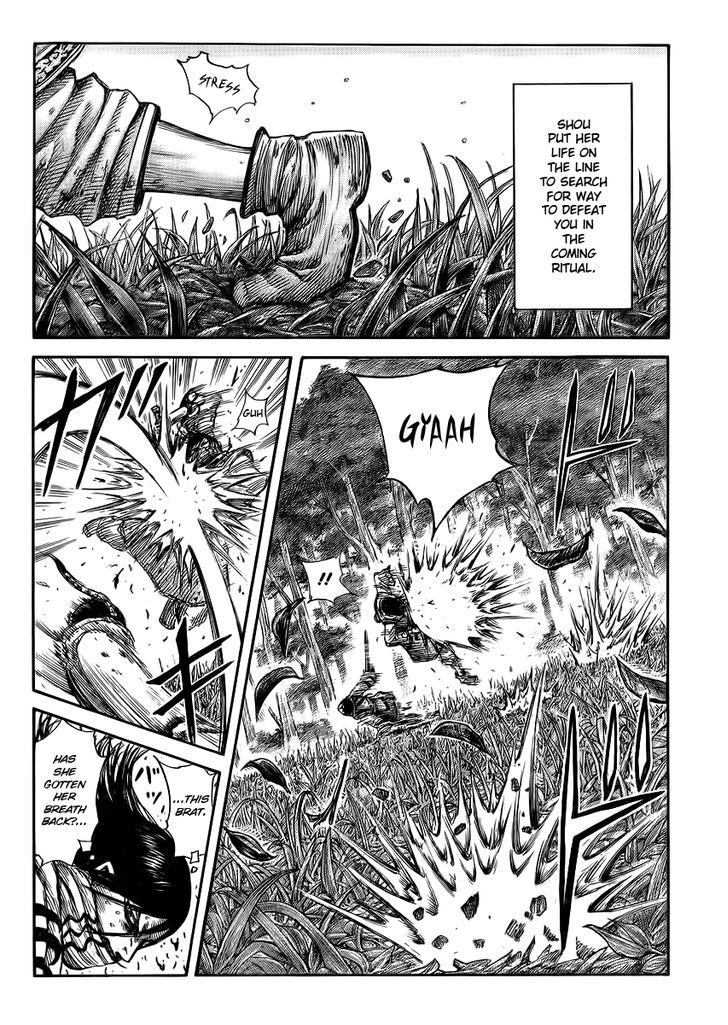 STRESS
SHOU
PUT HER
LIFE ON
THE LINE
TO SEARCH
FOR WAY
TO DEFEAT
YOU IN
THE
COMING
RITUAL.
GYAAH
!!
GUH
...THIS
BRAT.
HAS
SHE
GOTTEN
HER
BREATH
BACK?...